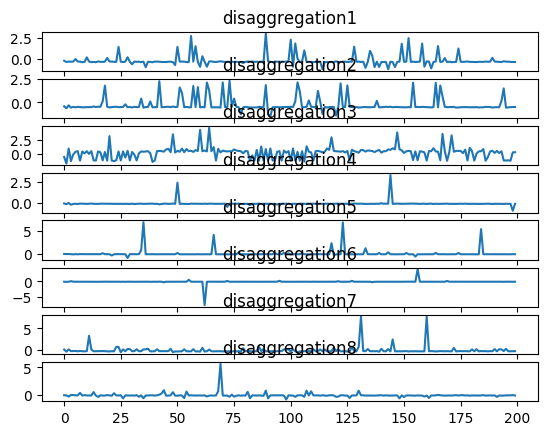 disaggregation1
2.5
0.0
disaggregation2
2.5
0.0
disaggregation3
2.5
0.0
disaggregation4
2.5
0.0
disaggregation5
5
0
disaggregation6
0
−5
disaggregation7
5
0
disaggregation8
5
0
0 25 50 75 100 125 150 175 200